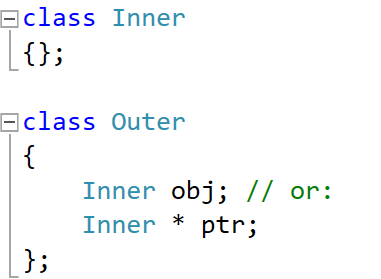 class Inner
{};

class Outer
{
    Inner obj; // or:
    Inner * ptr;
};